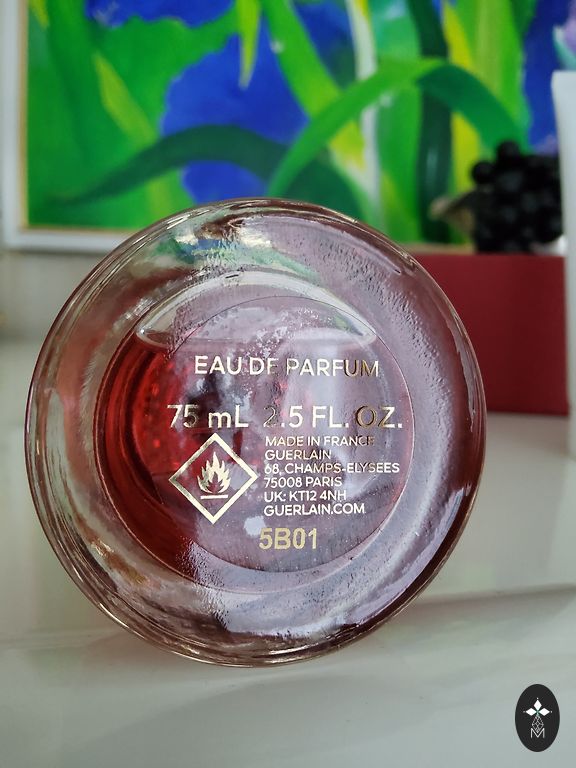 EAU DE PARFUM
75 mL 2.5 FL. OZ.
MADE IN FRANCE
GUERLAIN
68, CHAMPS-ELYSEES
75008 PARIS
UK: KT12 4NH
GUERLAIN.COM
5B01
M